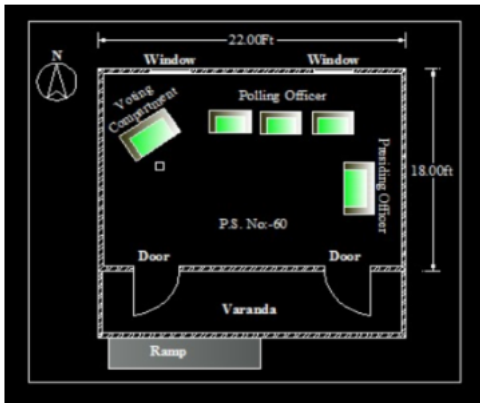 22.00Ft
N
Window
Window
Voting
Compartment
Polling Officer
Presiding Officer
18.00ft
P.S. No:-60
Door
Door
Varanda
Ramp